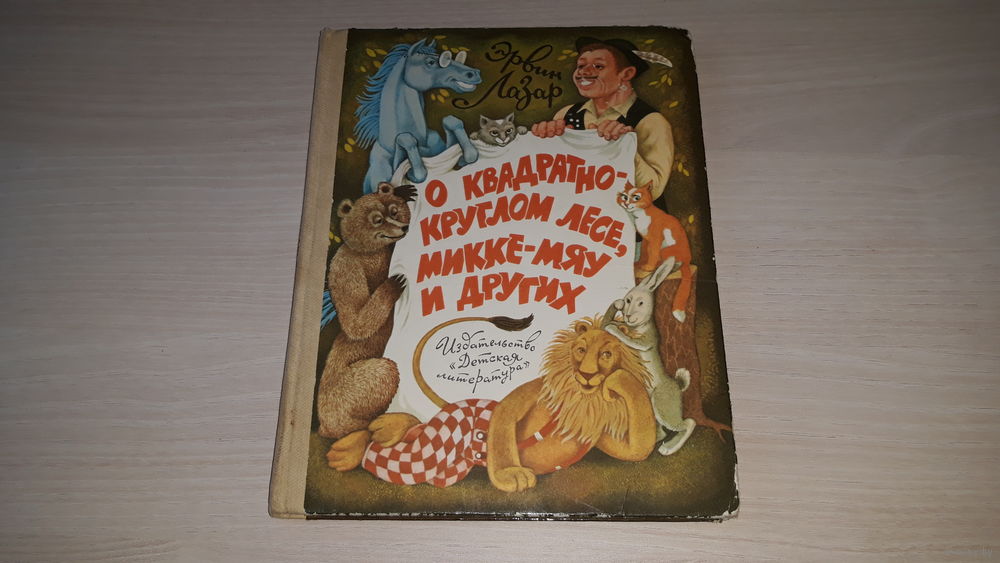 Эрвин
Лазар
О КВАДРАТНО-
КРУГЛОМ ЛЕСЕ,
МИККЕ-МЯУ
И ДРУГИХ
Издательство
«Детская
литература»